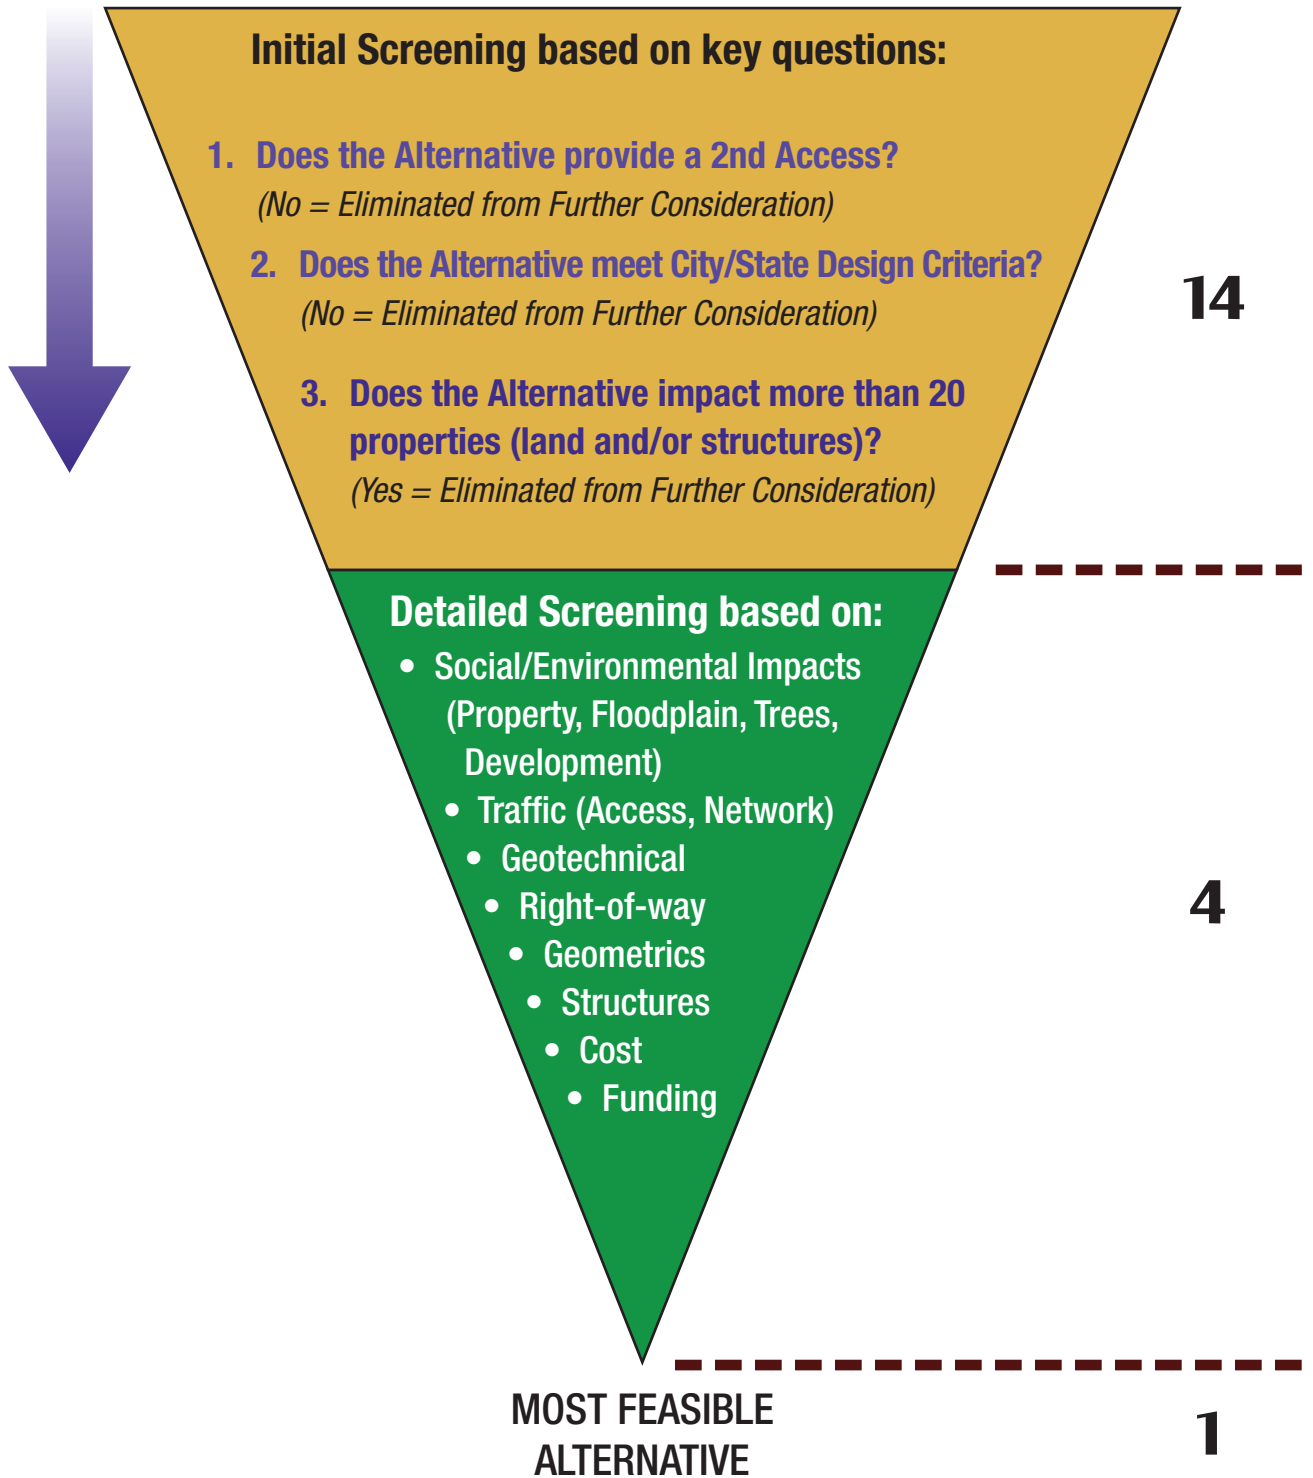 Initial Screening based on key questions:
1. Does the Alternative provide a 2nd Access?
(No = Eliminated from Further Consideration)
2. Does the Alternative meet City/State Design Criteria?
(No = Eliminated from Further Consideration)
14
3. Does the Alternative impact more than 20
properties (land and/or structures)?
(Yes = Eliminated from Further Consideration)
Detailed Screening based on:
• Social/Environmental Impacts
(Property, Floodplain, Trees,
Development)
• Traffic (Access, Network)
• Geotechnical
• Right-of-way
4
• Geometrics
• Structures
• Cost
• Funding
MOST FEASIBLE
ALTERNATIVE
1